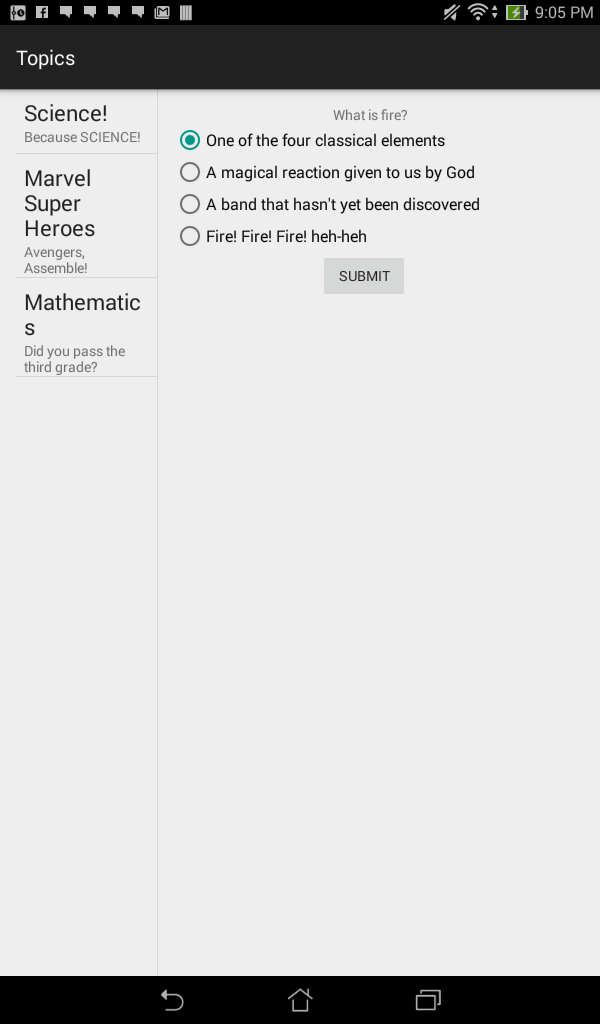 9:05 PM
Topics
Science!
Because SCIENCE!
Marvel
Super
Heroes
Avengers,
Assemble!
Mathematic
s
Did you pass the
third grade?
What is fire?
One of the four classical elements
A magical reaction given to us by God
A band that hasn't yet been discovered
Fire! Fire! Fire! heh-heh
SUBMIT